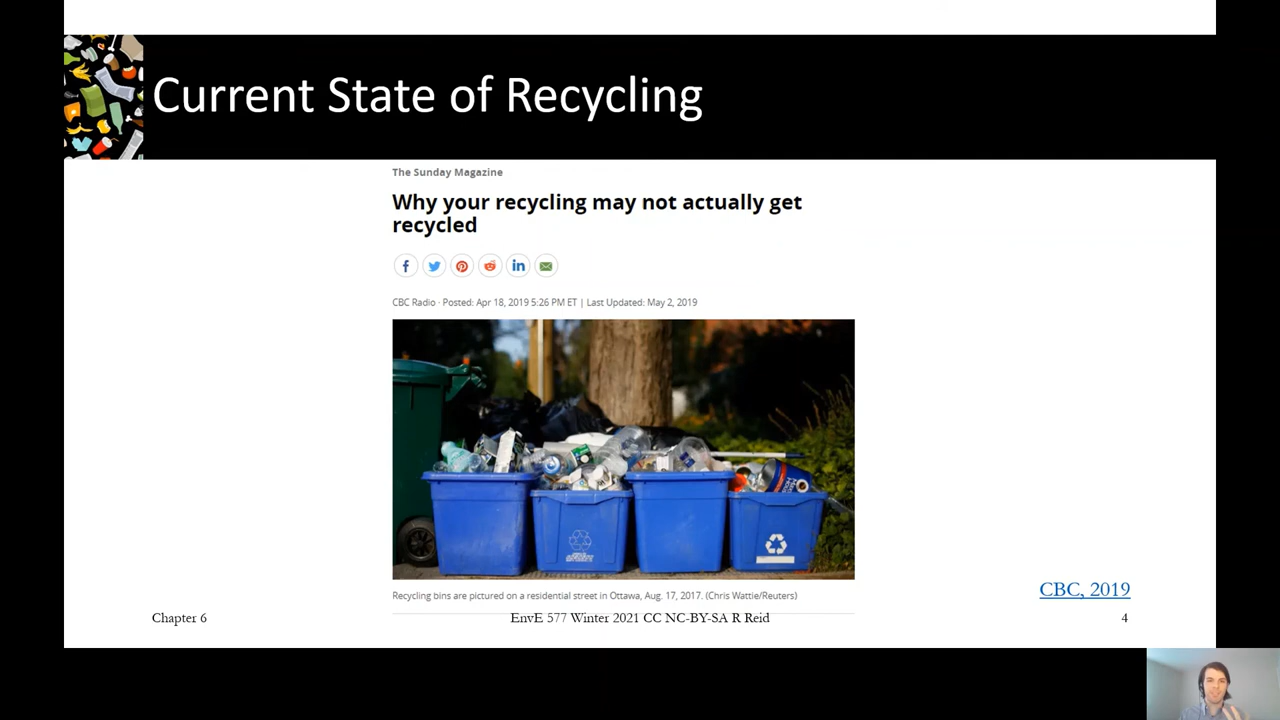 Current State of Recycling
The Sunday Magazine
Why your recycling may not actually get
recycled
CBC Radio · Posted: Apr 18, 2019 5:26 PM ET | Last Updated: May 2, 2019
Recycling bins are pictured on a residential street in Ottawa, Aug. 17, 2017. (Chris Wattie/Reuters)
CBC, 2019
Chapter 6
EnvE 577 Winter 2021 CC NC-BY-SA R Reid
4